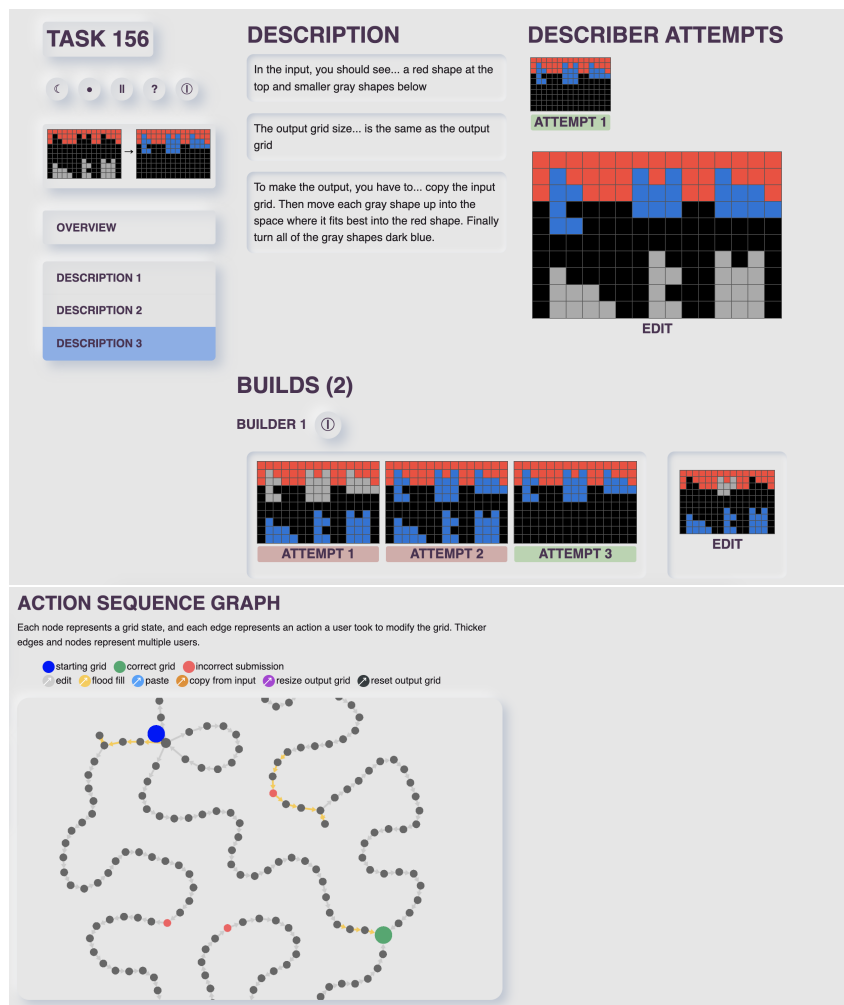 TASK 156
OVERVIEW
DESCRIPTION 1
DESCRIPTION 2
DESCRIPTION 3
DESCRIPTION
In the input, you should see... a red shape at the
top and smaller gray shapes below
The output grid size... is the same as the output
grid
To make the output, you have to... copy the input
grid. Then move each gray shape up into the
space where it fits best into the red shape. Finally
turn all of the gray shapes dark blue.
DESCRIBER ATTEMPTS
ATTEMPT 1
EDIT
BUILDS (2)
BUILDER 1
ATTEMPT 1
ATTEMPT 2
ATTEMPT 3
EDIT
ACTION SEQUENCE GRAPH
Each node represents a grid state, and each edge represents an action a user took to modify the grid. Thicker
edges and nodes represent multiple users.
starting grid correct grid incorrect submission
edit flood fill paste copy from input resize output grid reset output grid